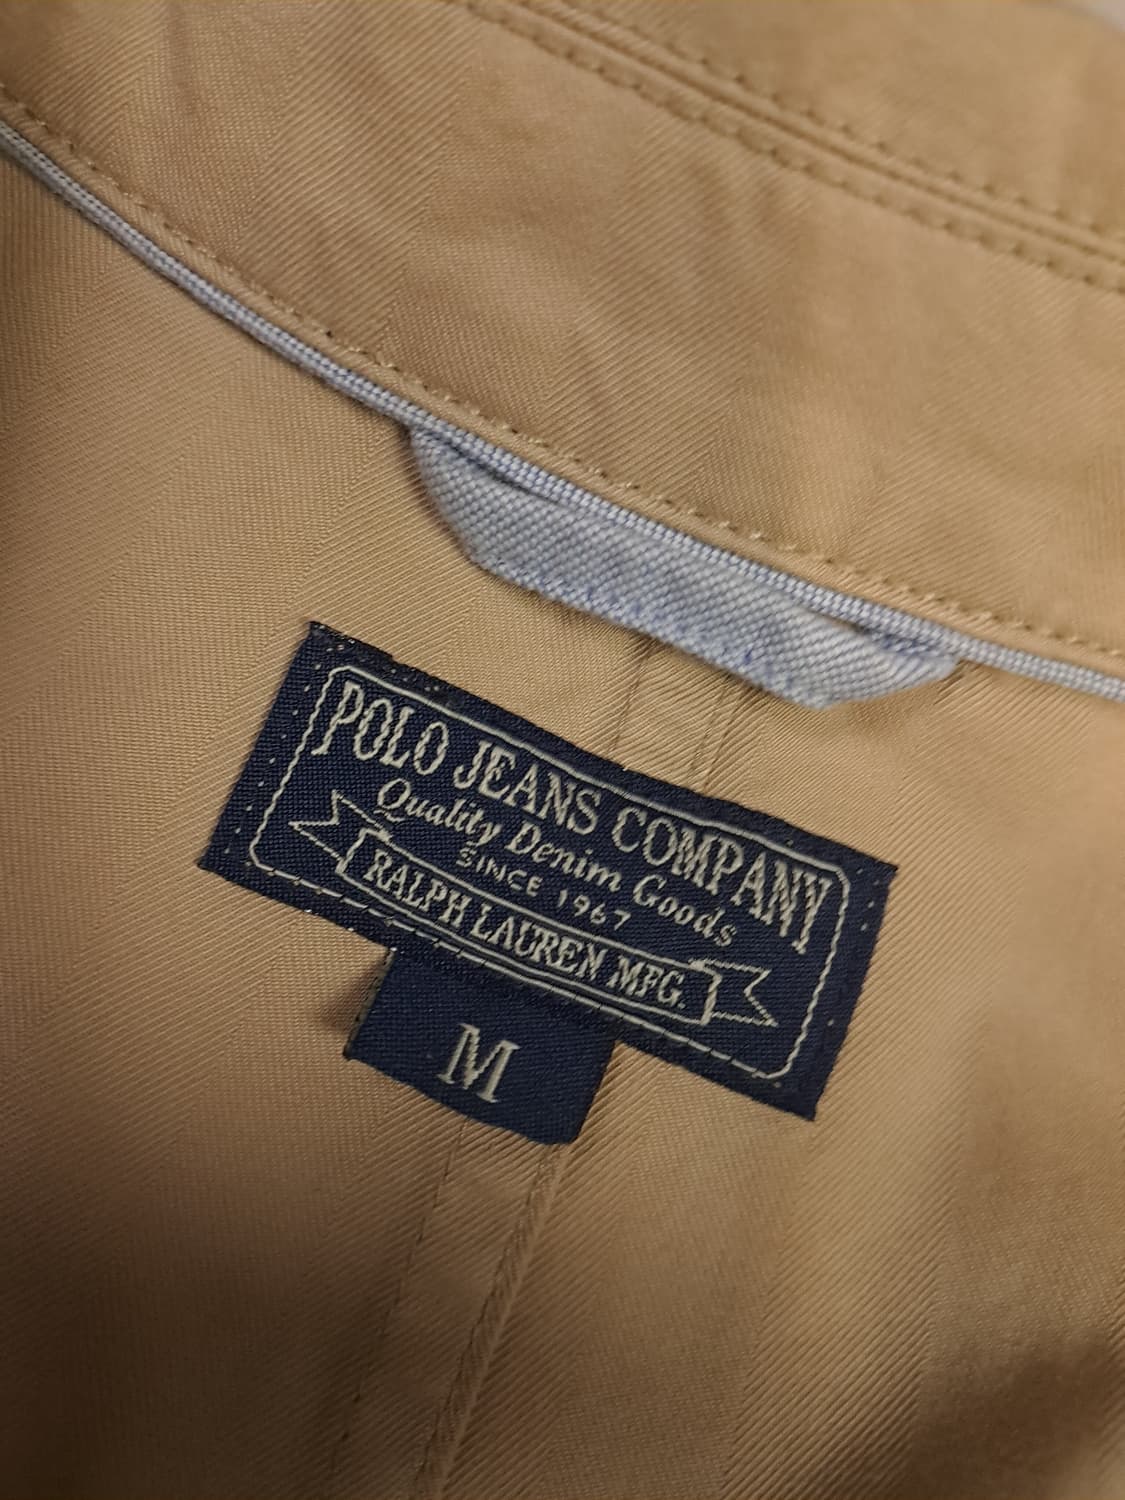 POLO JEANS COMPANY
Quality Denim Goods
SINCE 1967
RALPH LAUREN MFG.
M